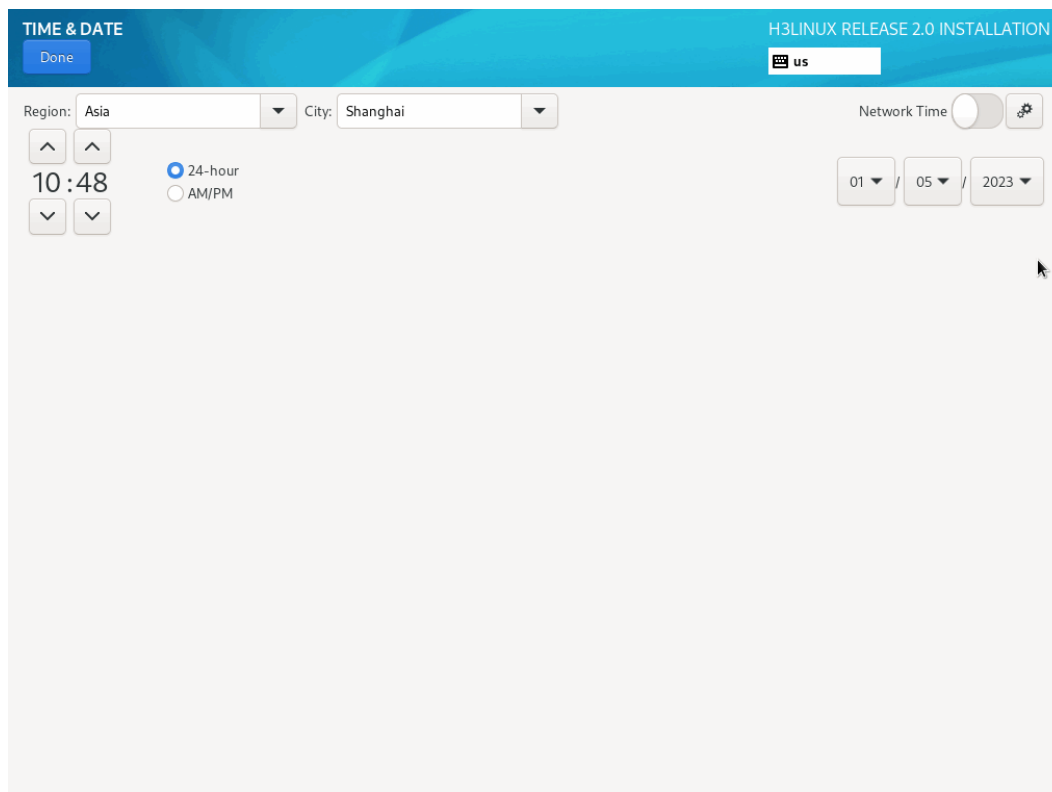 TIME & DATE
H3LINUX RELEASE 2.0 INSTALLATION
Done
us
Region: Asia City: Shanghai Network Time
10:48
24-hour
AM/PM
01 / 05 / 2023